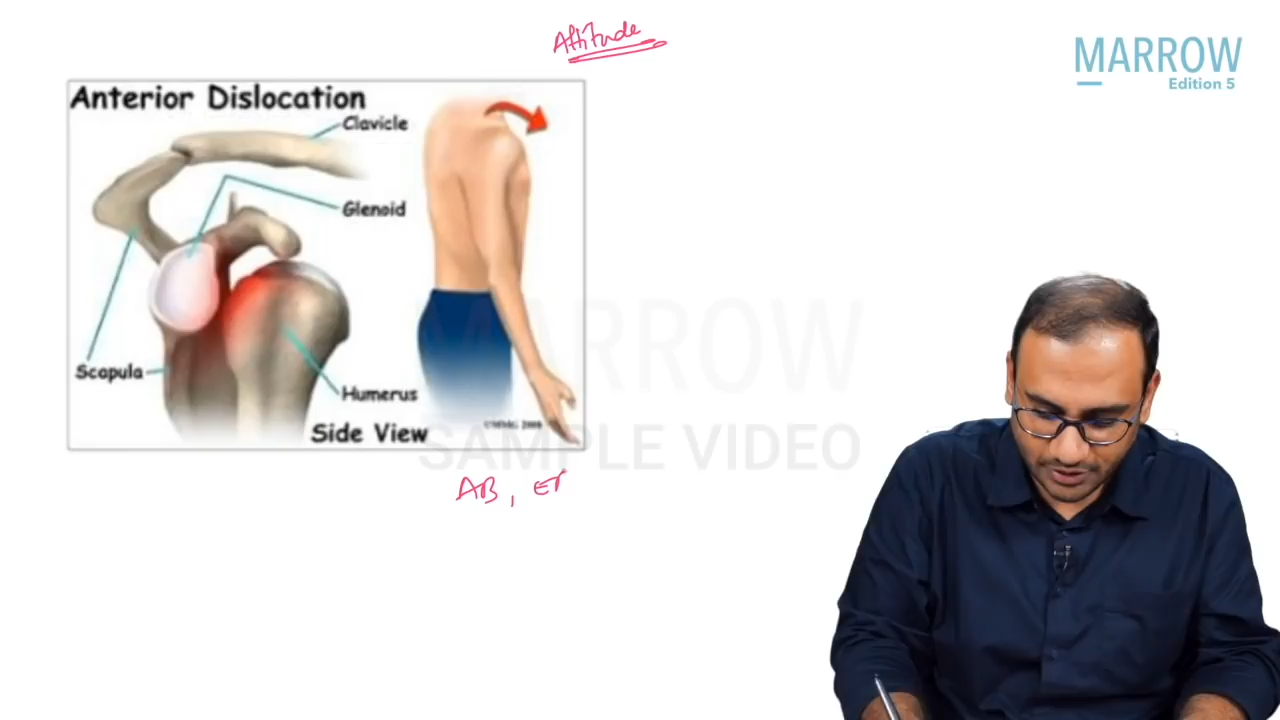 Attitude
MARROW
Edition 5
Anterior Dislocation
Clavicle
Glenoid
Scapula
Humerus
Side View
MARROW
SAMPLE VIDEO
AB, Er